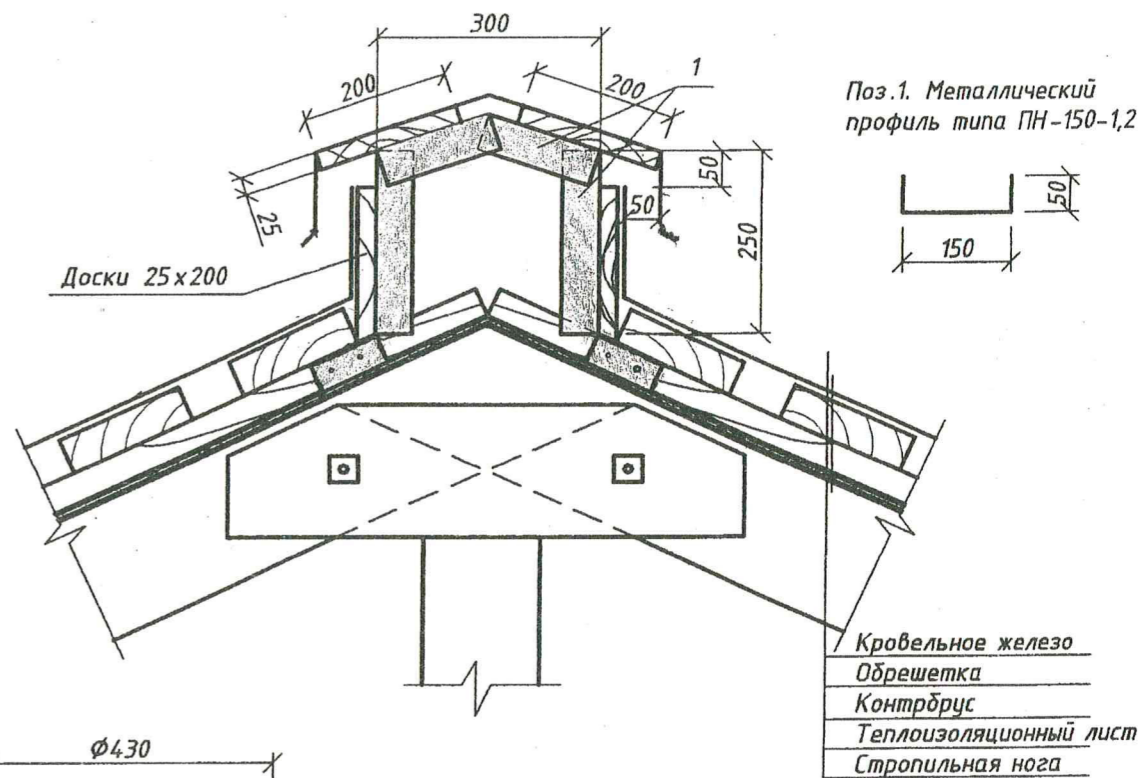 300
200
200
1
Поз.1. Металлический
профиль типа ПН-150-1,2
50
50
25
50
250
150
Доски 25х200
Кровельное железо
Обрешетка
Контрбрус
Теплоизоляционный лист
Стропильная нога
Ф430